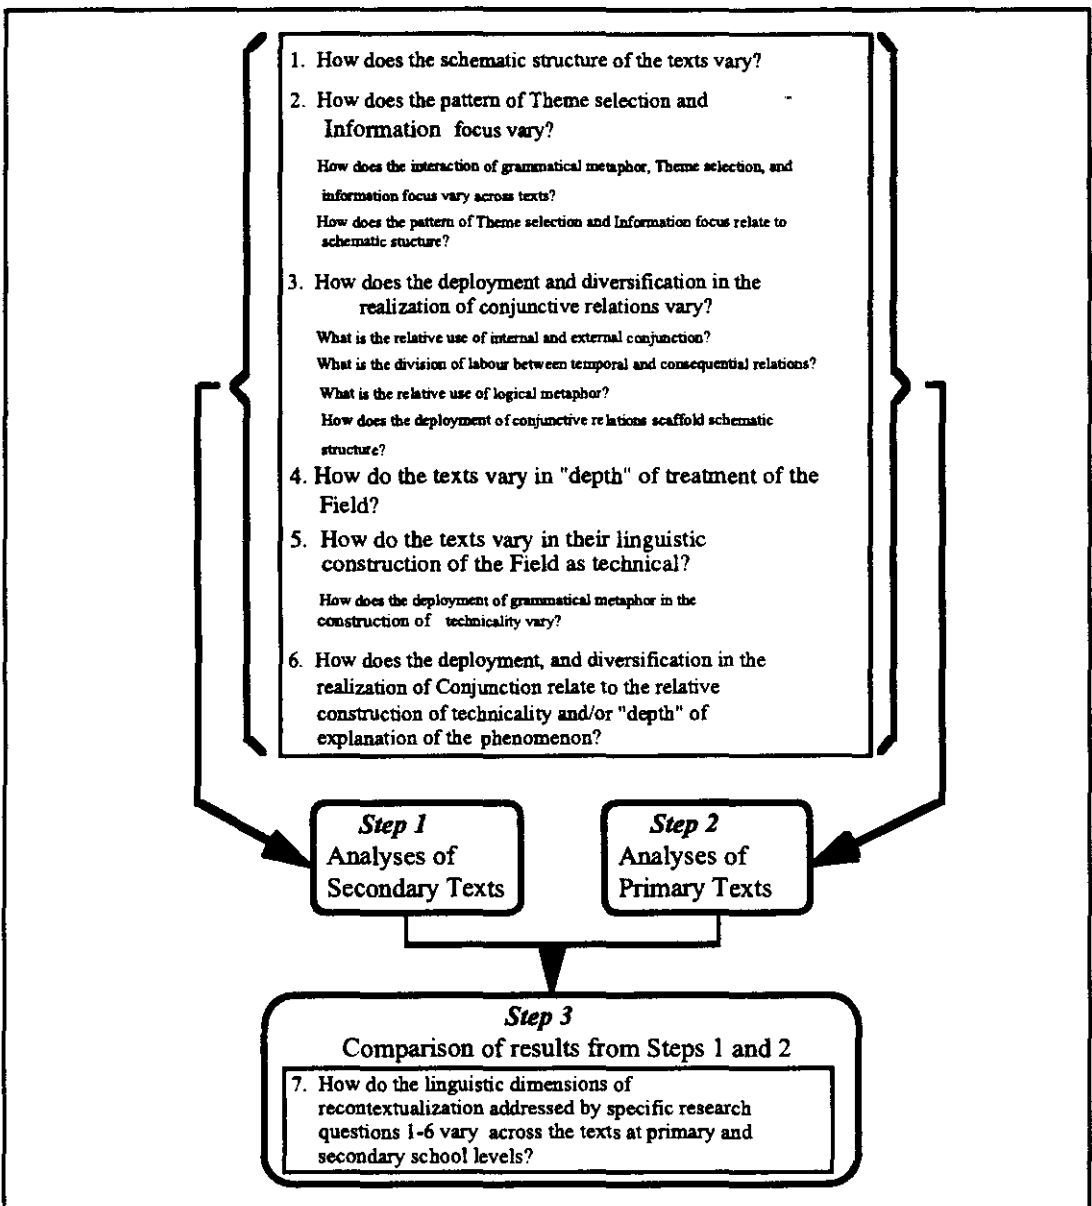 1. How does the schematic structure of the texts vary?
2. How does the pattern of Theme selection and
Information focus vary?
How does the interaction of grammatical metaphor, Theme selection, and
information focus vary across texts?
How does the pattern of Theme selection and Information focus relate to
schematic stucture?
3. How does the deployment and diversification in the
realization of conjunctive relations vary?
What is the relative use of internal and external conjunction?
What is the division of labour between temporal and consequential relations?
What is the relative use of logical metaphor?
How does the deployment of conjunctive relations scaffold schematic
structure?
4. How do the texts vary in "depth" of treatment of the
Field?
5. How do the texts vary in their linguistic
construction of the Field as technical?
How does the deployment of grammatical metaphor in the
construction of technicality vary?
6. How does the deployment, and diversification in the
realization of Conjunction relate to the relative
construction of technicality and/or "depth" of
explanation of the phenomenon?
Step 1
Analyses of
Secondary Texts
Step 2
Analyses of
Primary Texts
Step 3
Comparison of results from Steps 1 and 2
7. How do the linguistic dimensions of
recontextualization addressed by specific research
questions 1-6 vary across the texts at primary and
secondary school levels?